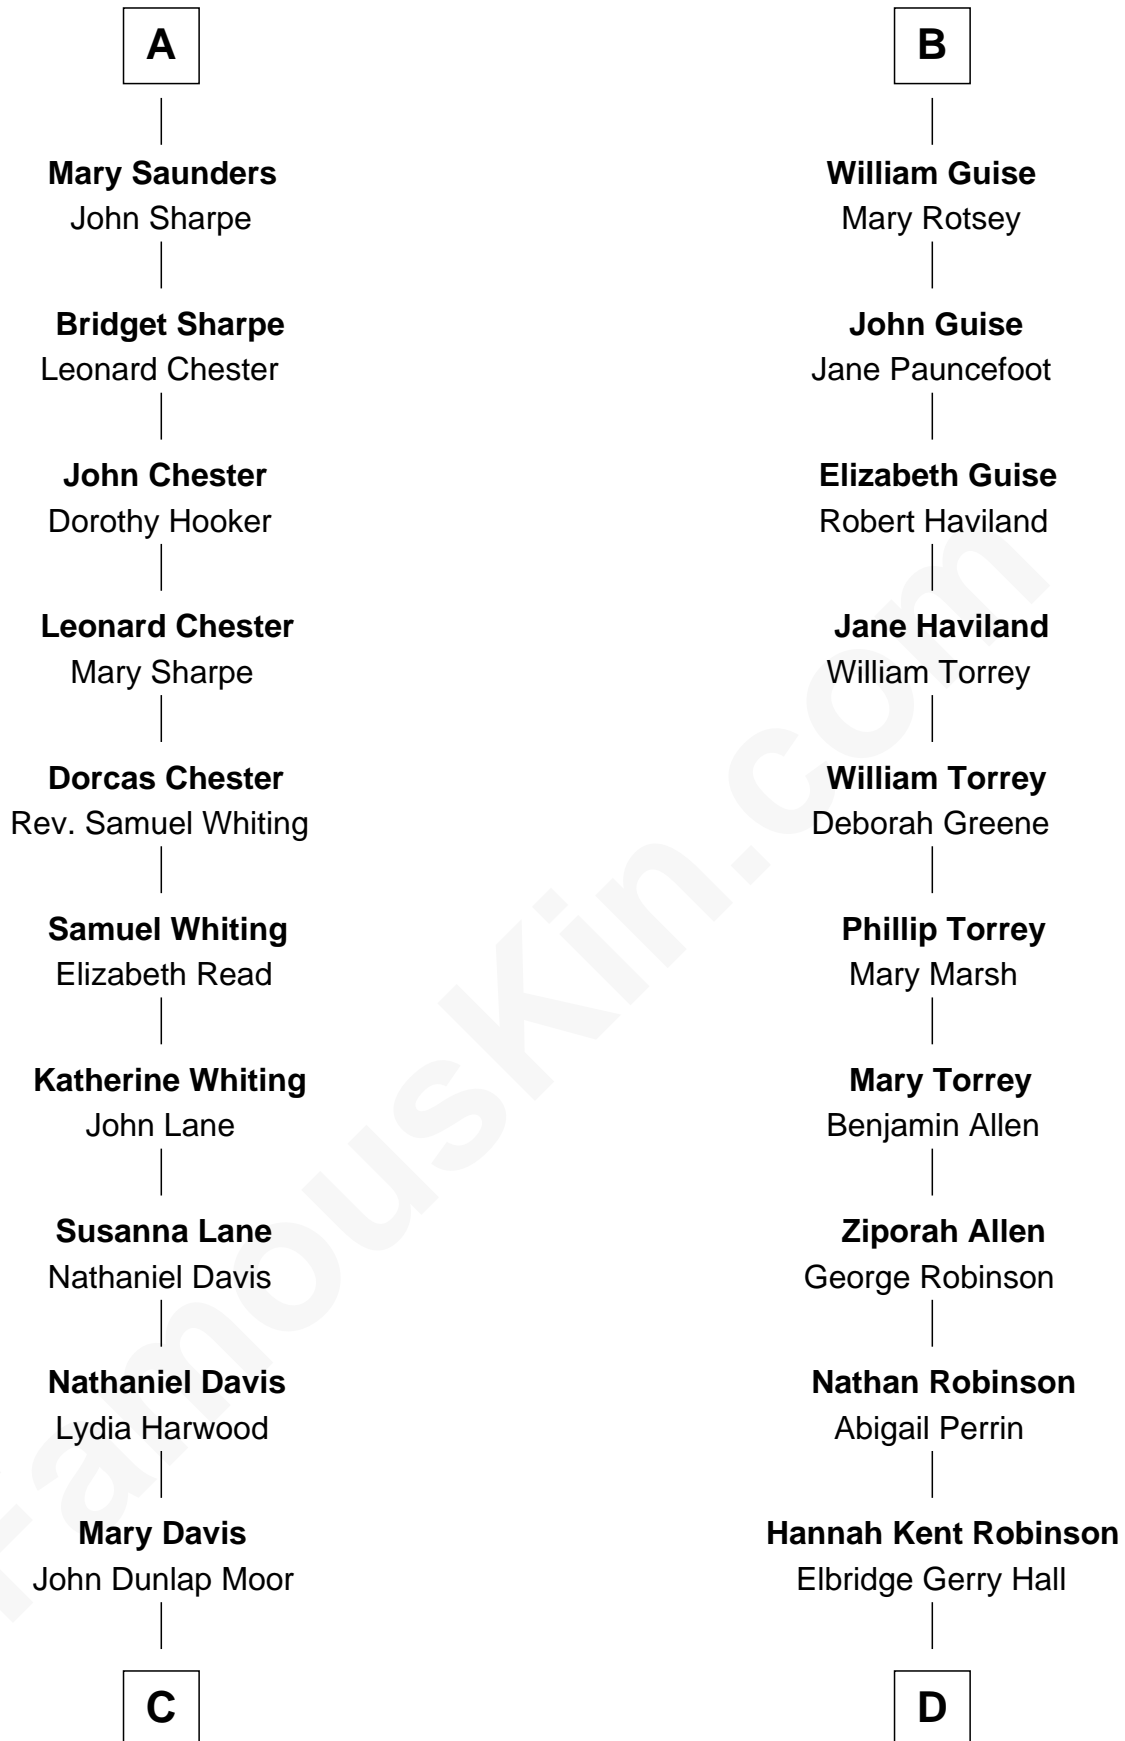 A
Mary Saunders
John Sharpe
Bridget Sharpe
Leonard Chester
John Chester
Dorothy Hooker
Leonard Chester
Mary Sharpe
Dorcas Chester
Rev. Samuel Whiting
Samuel Whiting
Elizabeth Read
Katherine Whiting
John Lane
Susanna Lane
Nathaniel Davis
Nathaniel Davis
Lydia Harwood
Mary Davis
John Dunlap Moor
C
B
William Guise
Mary Rotsey
John Guise
Jane Pauncefoot
Elizabeth Guise
Robert Haviland
Jane Haviland
William Torrey
William Torrey
Deborah Greene
Phillip Torrey
Mary Marsh
Mary Torrey
Benjamin Allen
Ziporah Allen
George Robinson
Nathan Robinson
Abigail Perrin
Hannah Kent Robinson
Elbridge Gerry Hall
D
FamousKin.com